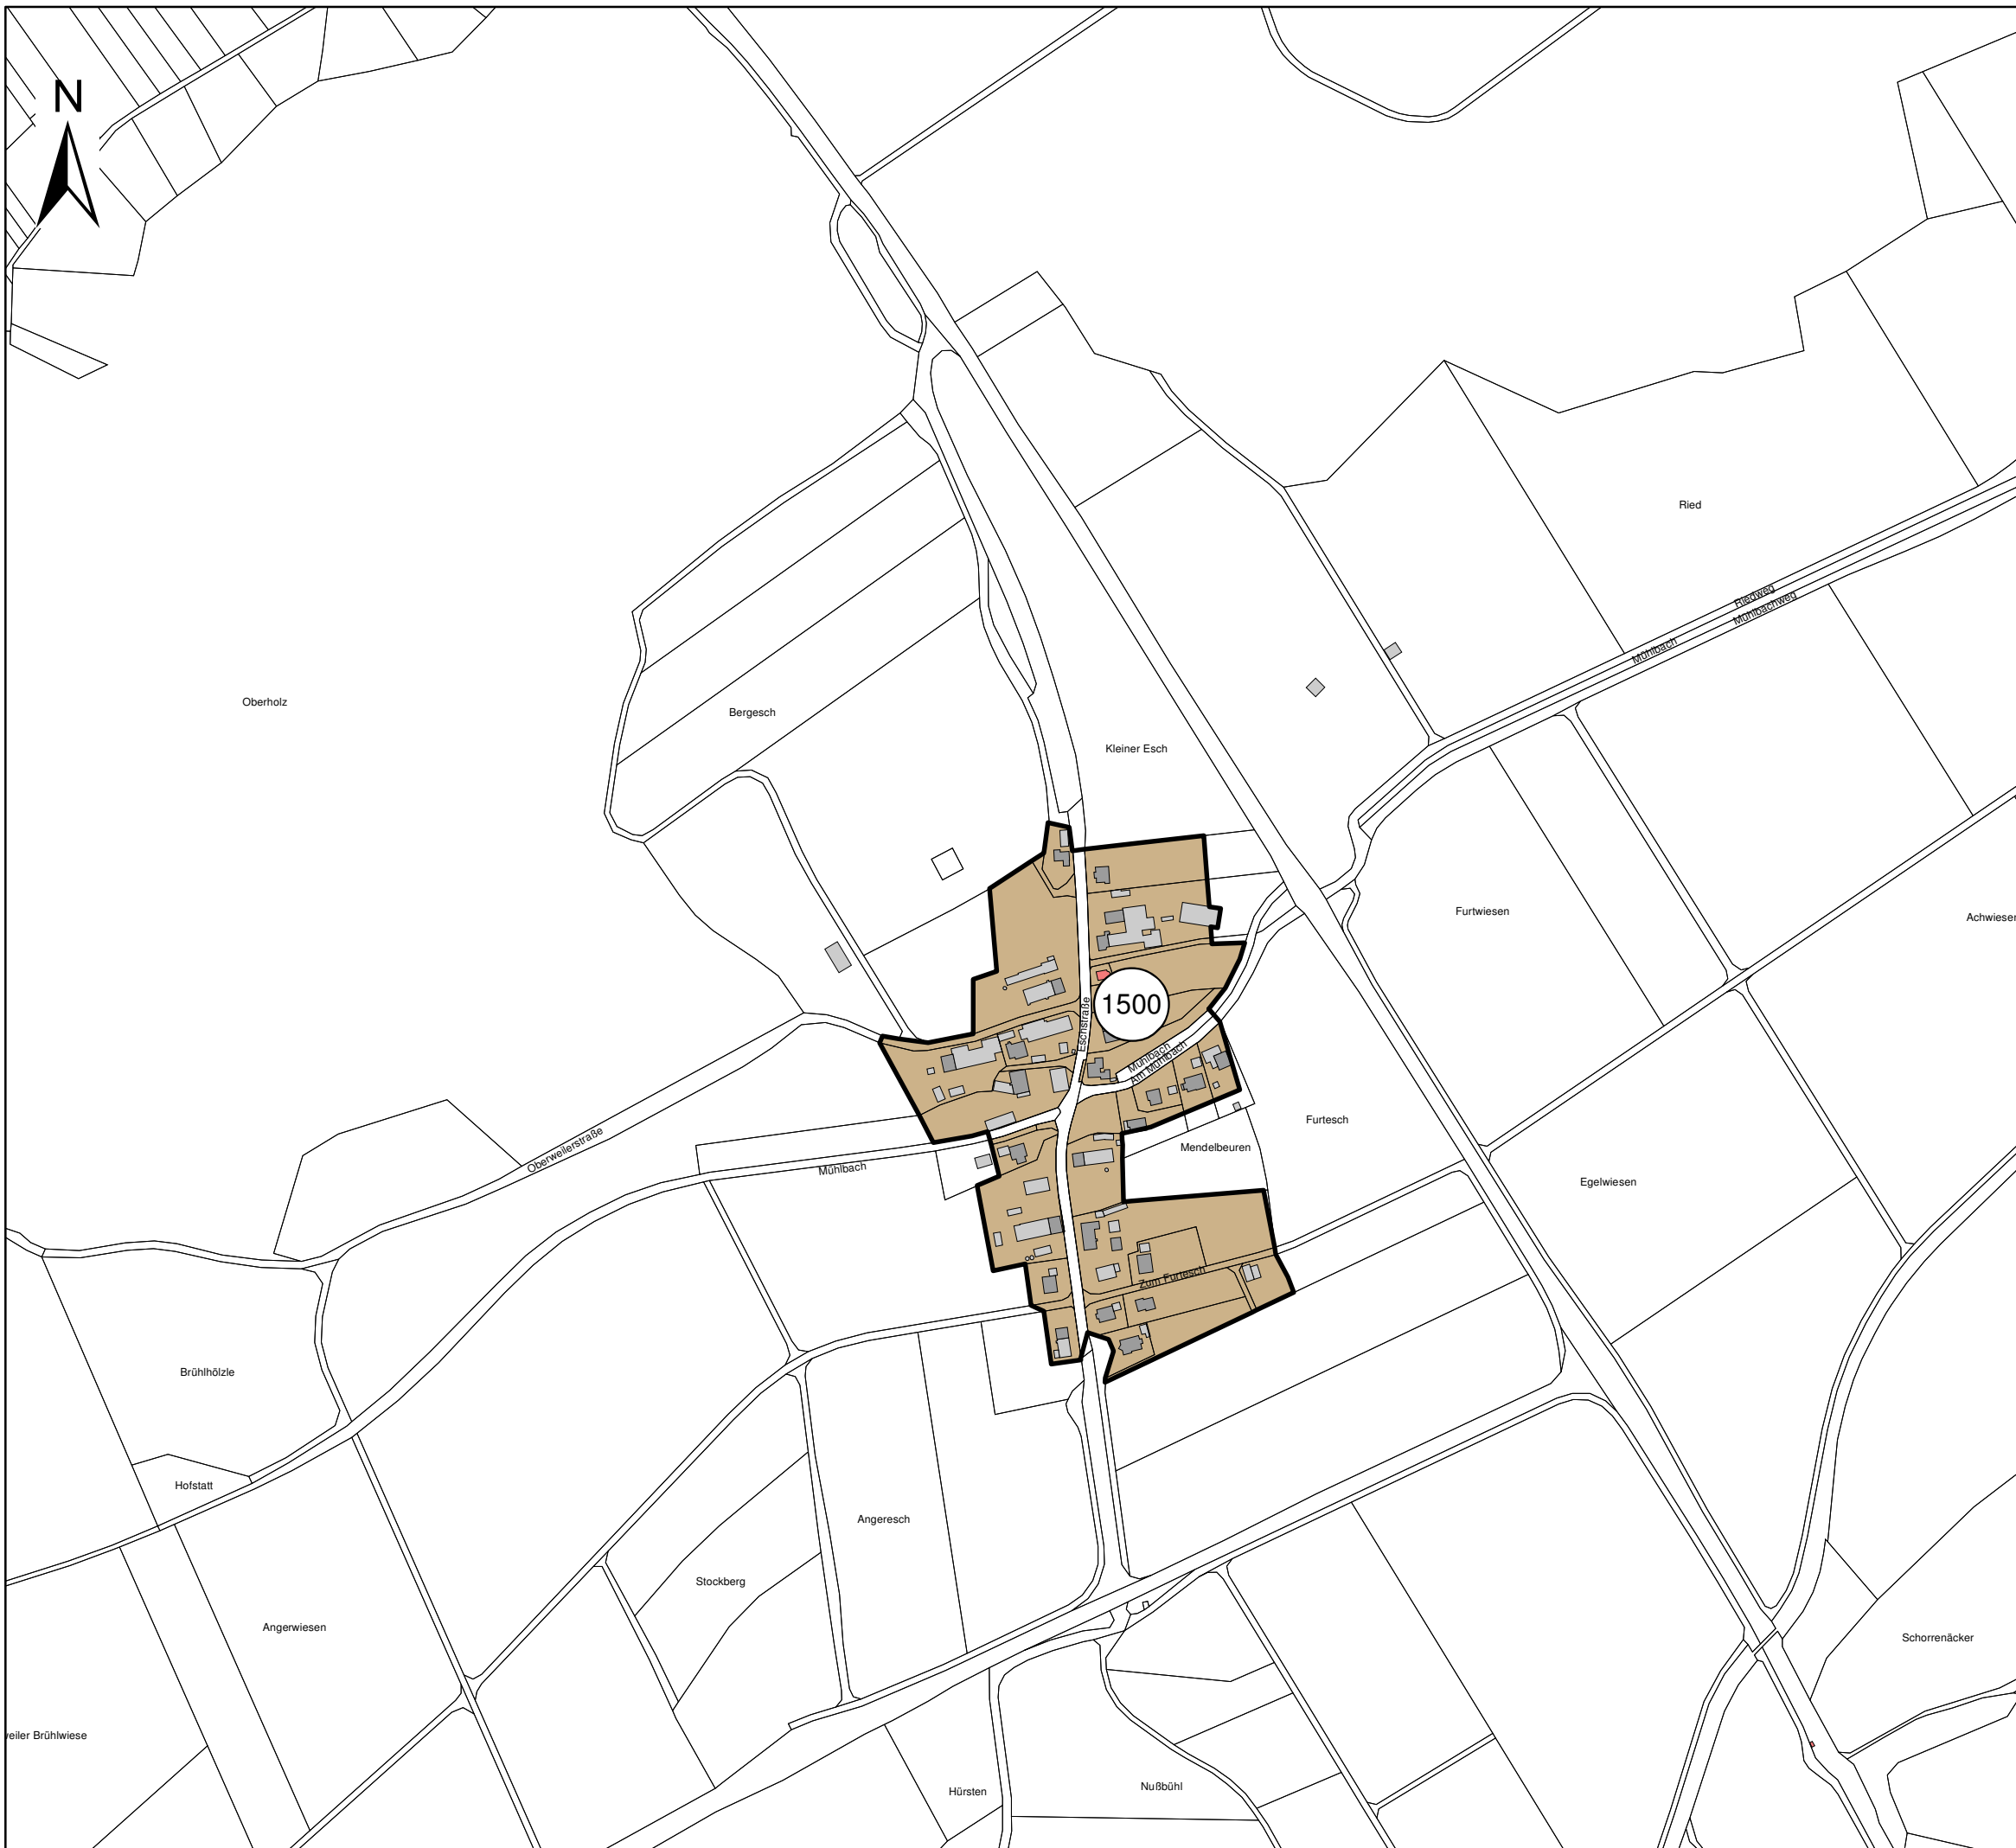 N
Ried
Riedweg
Mühlbachweg
Mühlbach
Oberholz
Bergesch
Kleiner Esch
Furtwiesen
Achwiesen
1500
Eschstraße
Mühlbach
Am Mühlbach
Furtesch
Mendelbeuren
Oberweilerstraße
Mühlbach
Egelwiesen
Zum Furtesch
Brühlhölzle
Hofstatt
Angeresch
Stockberg
Angerwiesen
Schorrenäcker
weiler Brühlwiese
Hürsten
Nußbühl